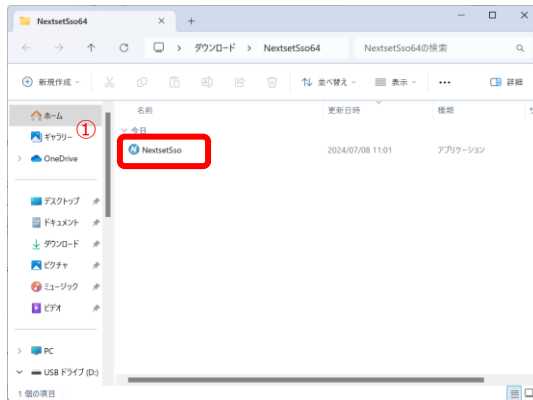 NextsetSso64
ダウンロード NextsetSso64 NextsetSso64の検索
新規作成 並べ替え 表示 詳細
名前 更新日時 種類
ホーム
今日
ギャラリー ①
NextsetSso 2024/07/08 11:01 アプリケーション
OneDrive
デスクトップ
ドキュメント
ダウンロード
ピクチャ
ミュージック
ビデオ
PC
USB ドライブ (D:)
1 個の項目